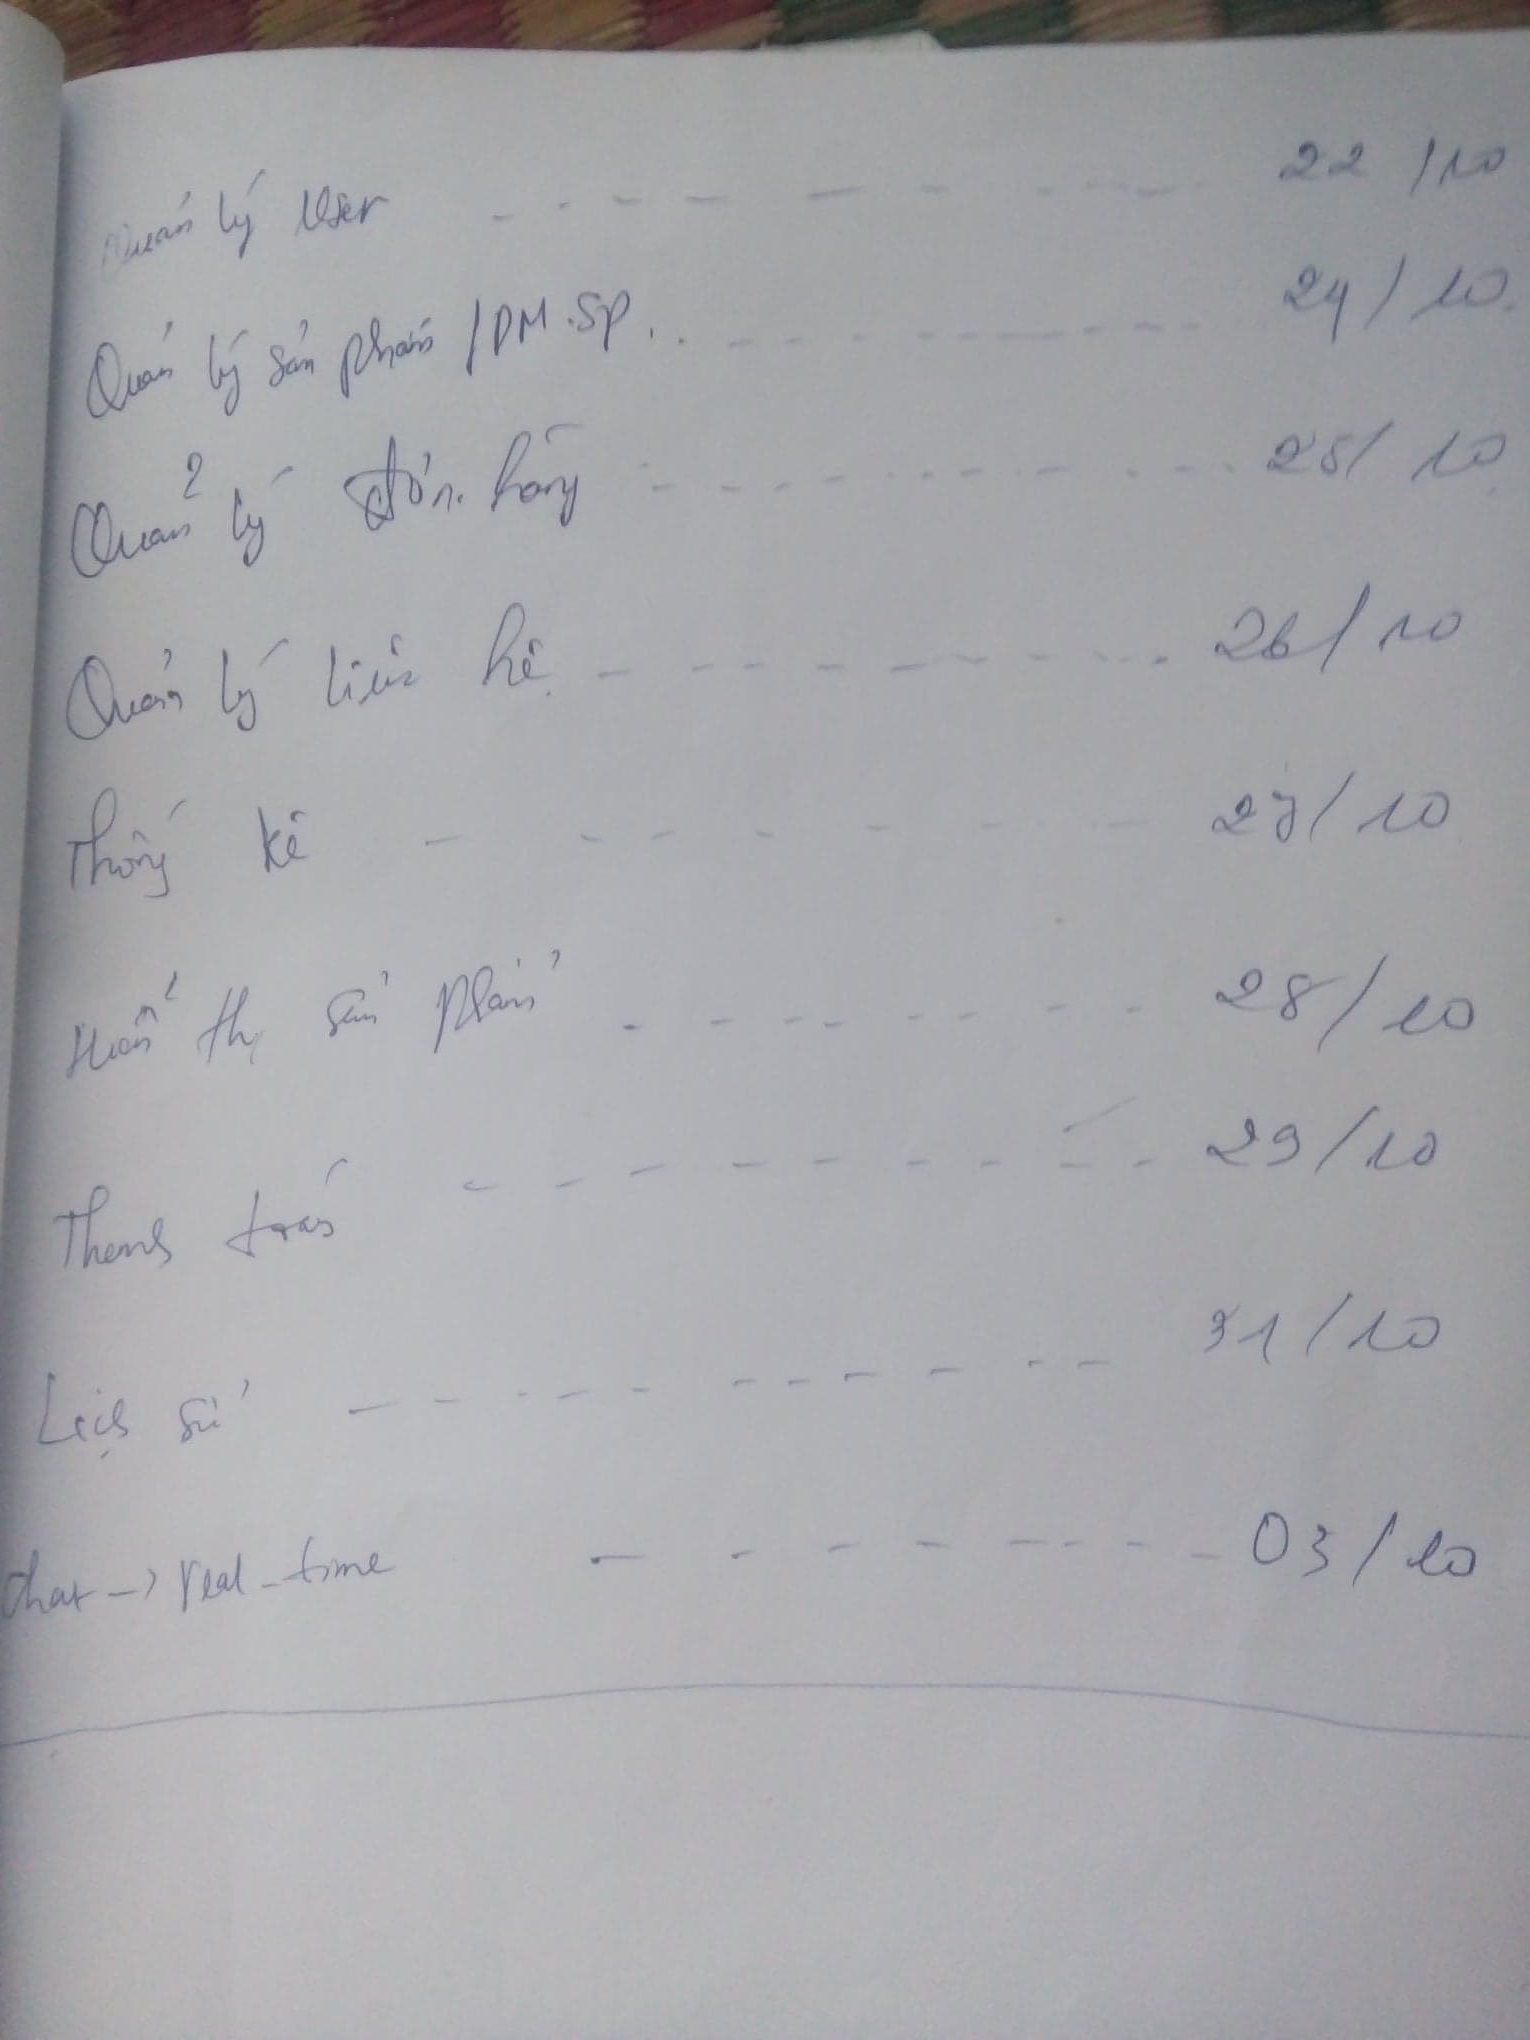 Quản lý User - - - - - - - - 22/10
Quản lý sản phẩm /DM.SP. . - - - - - - - 24/10.
Quản lý đơn hàng - - - - - - - - 25/10
Quản lý liên hệ - - - - - - - - 26/10
Thống kê - - - - - - - 27/10
Hiển thị sản phẩm - - - - - - - 28/10
Thanh toán - - - - - - - - - 29/10
Lịch sử - - - - - - - - - - - 31/10
Chat -> real-time - - - - - - - - 03/10